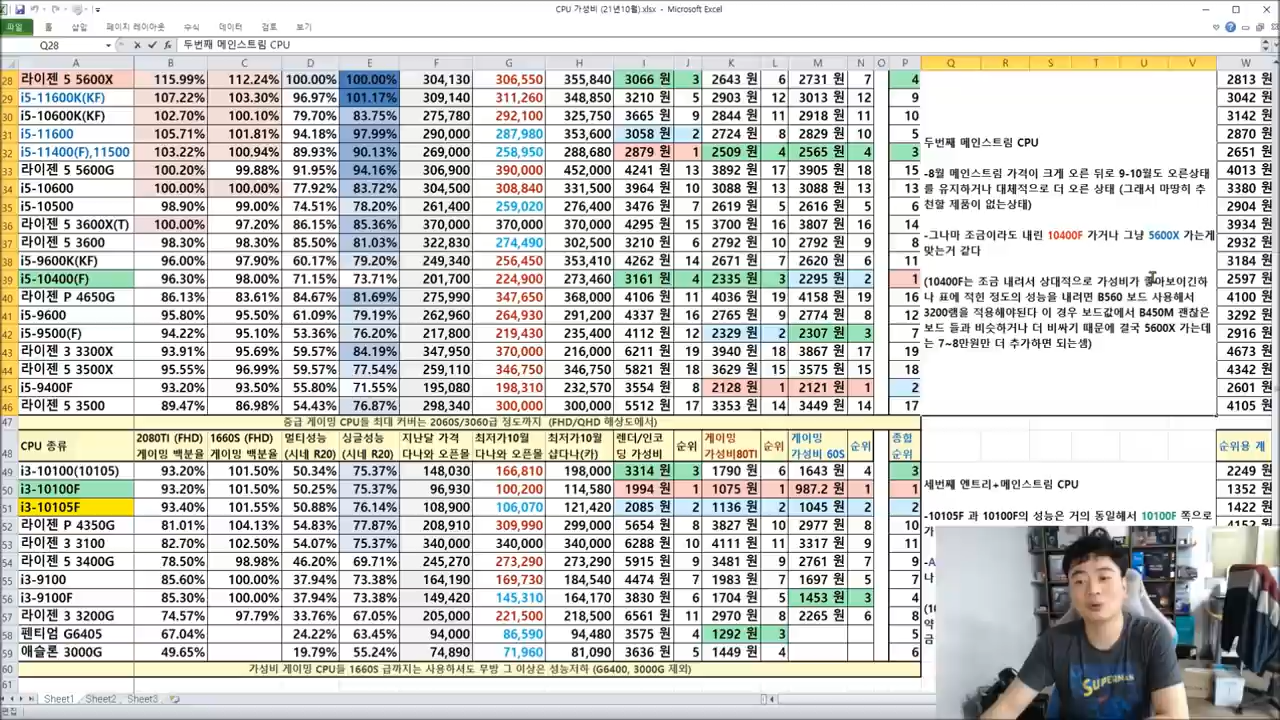 CPU 가성비 (21년10월).xlsx - Microsoft Excel
파일 홈 삽입 페이지 레이아웃 수식 데이터 검토 보기
Q28 두번째 메인스트림 CPU
A B C D E F G H I J K L M N O P Q R S T U V W
28 라이젠 5 5600X 115.99% 112.24% 100.00% 100.00% 304,130 306,550 355,840 3066 원 3 2643 원 6 2731 원 7 4 2813 원
29 i5-11600K(KF) 107.22% 103.30% 96.97% 101.17% 309,140 311,260 348,850 3210 원 5 2903 원 12 3013 원 12 9 3042 원
30 i5-10600K(KF) 102.70% 100.10% 79.70% 83.75% 275,780 292,100 325,750 3665 원 9 2844 원 11 2918 원 11 10 3142 원
31 i5-11600 105.71% 101.81% 94.18% 97.99% 290,000 287,980 353,600 3058 원 2 2724 원 8 2829 원 10 5 2870 원
32 i5-11400(F),11500 103.22% 100.94% 89.93% 90.13% 269,000 258,950 288,680 2879 원 1 2509 원 4 2565 원 4 3 2651 원
33 라이젠 5 5600G 100.20% 99.88% 91.95% 94.16% 306,900 390,000 452,000 4241 원 13 3892 원 17 3905 원 18 15 4013 원
34 i5-10600 100.00% 100.00% 77.92% 83.72% 304,500 308,840 331,500 3964 원 10 3088 원 13 3088 원 13 13 3380 원
35 i5-10500 98.90% 99.00% 74.51% 78.20% 261,400 259,020 276,400 3476 원 7 2619 원 5 2616 원 5 6 2904 원
36 라이젠 5 3600X(T) 100.00% 97.20% 86.15% 85.36% 370,000 370,000 370,000 4295 원 15 3700 원 16 3807 원 16 14 3934 원
37 라이젠 5 3600 98.30% 98.30% 85.50% 81.03% 322,830 274,490 302,500 3210 원 6 2792 원 10 2792 원 9 8 2932 원
38 i5-9600K(KF) 96.00% 97.90% 60.17% 79.20% 256,450 256,450 353,410 4262 원 14 2671 원 7 2620 원 6 11 3184 원
39 i5-10400(F) 96.30% 98.00% 71.15% 73.71% 201,700 224,900 273,460 3161 원 4 2335 원 3 2295 원 2 1 2597 원
40 라이젠 P 4650G 86.13% 83.61% 84.77% 81.69% 257,950 347,650 368,000 4106 원 11 4036 원 19 4158 원 19 16 4100 원
41 i5-9600 95.80% 95.50% 61.09% 79.19% 262,980 264,930 291,200 4337 원 16 2765 원 9 2774 원 8 12 3292 원
42 i5-9500(F) 94.22% 95.10% 53.36% 76.20% 217,580 219,430 235,400 4112 원 12 2329 원 2 2307 원 3 7 2916 원
43 라이젠 3 3300X 93.91% 95.69% 59.57% 84.19% 347,950 370,000 216,000 6211 원 19 3940 원 18 3867 원 17 19 4673 원
44 라이젠 5 3500X 95.55% 96.99% 59.57% 77.54% 259,110 346,750 346,750 5821 원 18 3629 원 15 3575 원 15 18 4342 원
45 i5-9400F 93.20% 93.50% 55.80% 71.55% 195,080 198,310 232,570 3554 원 8 2128 원 1 2121 원 1 2 2601 원
46 라이젠 5 3500 89.47% 86.98% 54.43% 76.87% 298,340 300,000 300,000 5512 원 17 3353 원 14 3449 원 14 17 4105 원
두번째 메인스트림 CPU
-8월 메인스트림 가격이 크게 오른 뒤로 9-10월도 오른상태
를 유지하거나 대체적으로 더 오른 상태 (그래서 마땅히 추
천할 제품이 없는상태)
-그나마 조금이라도 내린 10400F 가거나 그냥 5600X 가는게
맞는거 같다
(10400F는 조금 내려서 상대적으로 가성비가 좋아보이긴하
나 표에 적힌 정도의 성능을 내려면 B560 보드 사용해서
3200램을 적용해야된다 이 경우 보드값에서 B450M 괜찮은
보드 들과 비슷하거나 더 비싸기 때문에 결국 5600X 가는데
는 7~8만원만 더 추가하면 되는셈)
47 중급 게이밍 CPU를 최대 커버는 2060S/3060급 정도까지 (FHD/QHD 해상도에서)
48 CPU 종류 2080TI (FHD) 1660S (FHD) 멀티성능 싱글성능 지난달 가격 최저가10월 최저가10월 렌더/인코 순위 게이밍 순위 게이밍 순위 종합 순위용 개
게이밍 백분율 게이밍 백분율 (시네 R20) (시네 R20) 다나와 오픈몰 다나와 오픈몰 샵다나(카) 딩 가성비 가성비80TI 가성비 60S 순위
49 i3-10100(10105) 93.20% 101.50% 50.34% 75.37% 148,030 166,810 198,000 3314 원 3 1790 원 6 1643 원 4 3 2249 원
50 i3-10100F 93.20% 101.50% 50.25% 75.37% 96,930 100,200 114,580 1994 원 1 1075 원 1 987.2 원 1 1 1352 원
51 i3-10105F 93.40% 101.55% 50.88% 76.14% 108,900 106,070 121,420 2085 원 2 1136 원 2 1045 원 2 2 1422 원
52 라이젠 P 4350G 81.01% 104.13% 54.83% 77.87% 208,910 309,990 299,000 5654 원 8 3827 원 10 2977 원 8 10 4152 원
53 라이젠 3 3100 82.70% 102.50% 54.07% 75.37% 340,000 340,000 340,000 6288 원 10 4111 원 11 3317 원 9 11
54 라이젠 5 3400G 78.50% 98.98% 46.20% 69.71% 245,270 273,290 273,290 5915 원 9 3481 원 9 2761 원 7 9
55 i3-9100 85.60% 100.00% 37.94% 73.38% 164,190 169,730 184,540 4474 원 7 1983 원 7 1697 원 5 7
56 i3-9100F 85.30% 100.00% 37.94% 73.38% 149,420 145,310 164,170 3830 원 6 1704 원 6 1453 원 3 4
57 라이젠 3 3200G 74.57% 97.79% 33.76% 67.05% 205,000 221,500 218,500 6561 원 11 2970 원 8 2265 원 6 8
58 펜티엄 G6405 67.04% 24.22% 63.45% 94,000 86,590 94,480 3575 원 4 1292 원 3 5
59 애슬론 3000G 49.65% 19.79% 55.24% 74,890 71,960 81,090 3636 원 5 1449 원 4 6
세번째 엔트리+메인스트림 CPU
-10105F 과 10100F의 성능은 거의 동일해서 10100F 쪽으로
60 가성비 게이밍 CPU들 1660S 급까지는 사용하셔도 무방 그 이상은 성능저하 (G6400, 3000G 제외)
61
Sheet1 Sheet2 Sheet3
편집
SUPERMAN